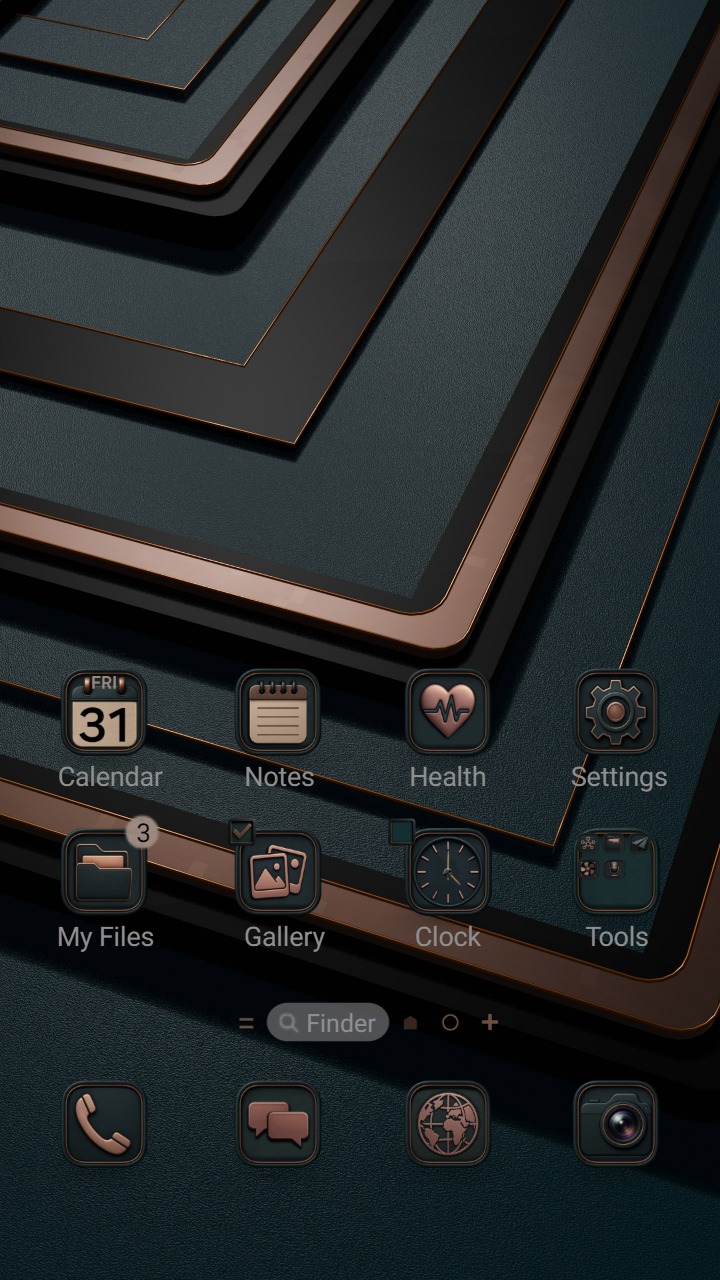 FRI
31
Calendar
Notes
Health
Settings
3
My Files
Gallery
Clock
Tools
Finder